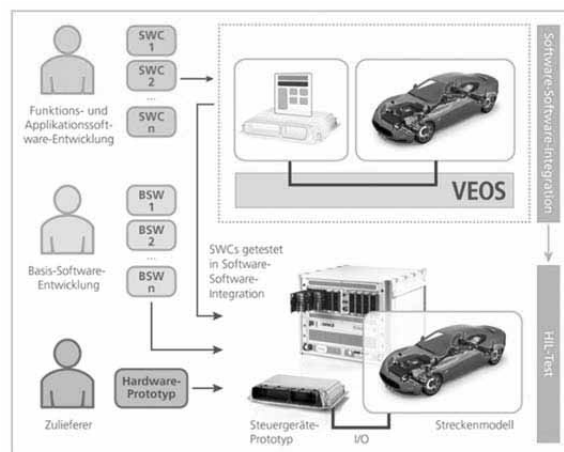 SWC
1
SWC
2
...
SWC
n
Funktions- und
Applikationssoft-
ware-Entwicklung
VEOS
Software-Software-Integration
BSW
1
BSW
2
...
BSW
n
Basis-Software-
Entwicklung
SWCs getestet
in Software-
Software-
Integration
HIL-Test
Hardware-
Prototyp
Zulieferer
Steuergeräte-
Prototyp
I/O
Streckenmodell